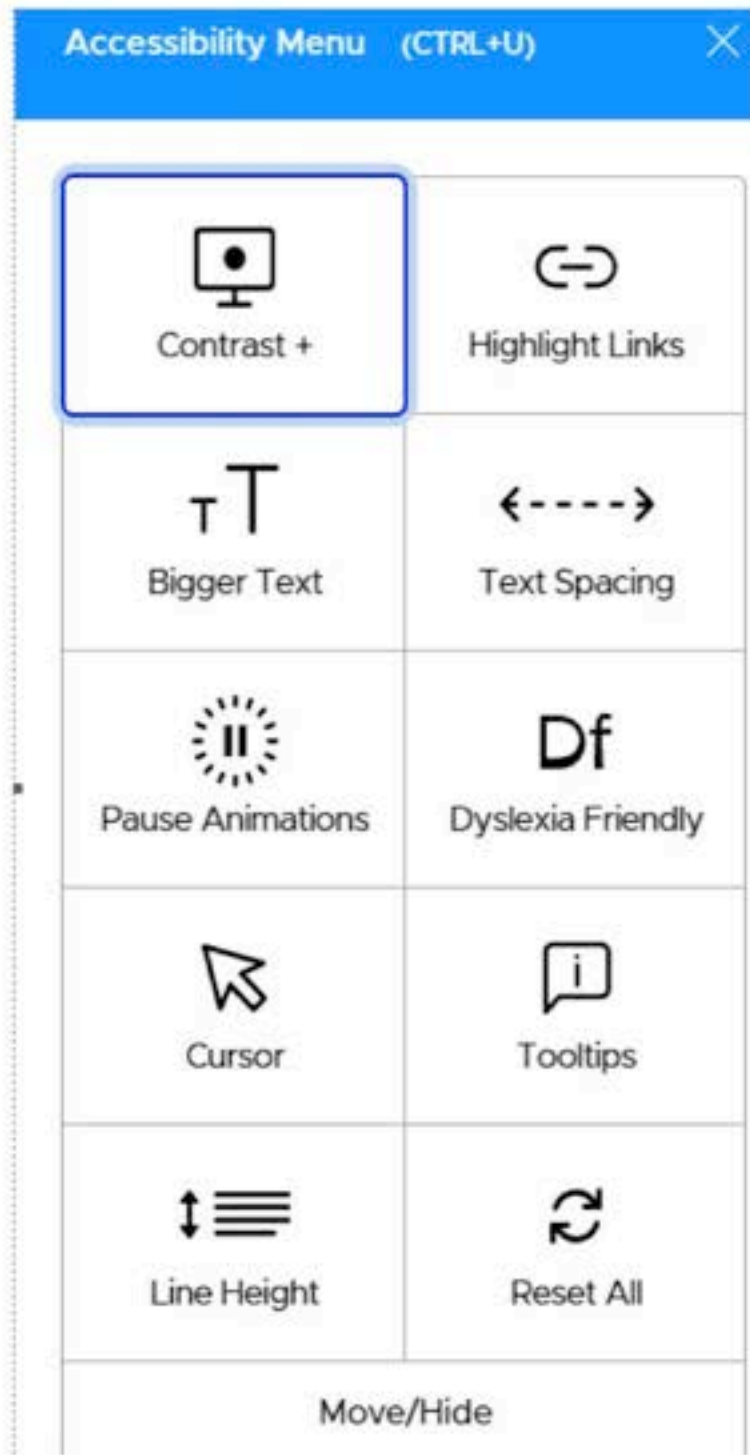 Accessibility Menu (CTRL+U)
Contrast +
Highlight Links
Bigger Text
Text Spacing
Pause Animations
Df
Dyslexia Friendly
Cursor
i
Tooltips
Line Height
Reset All
Move/Hide